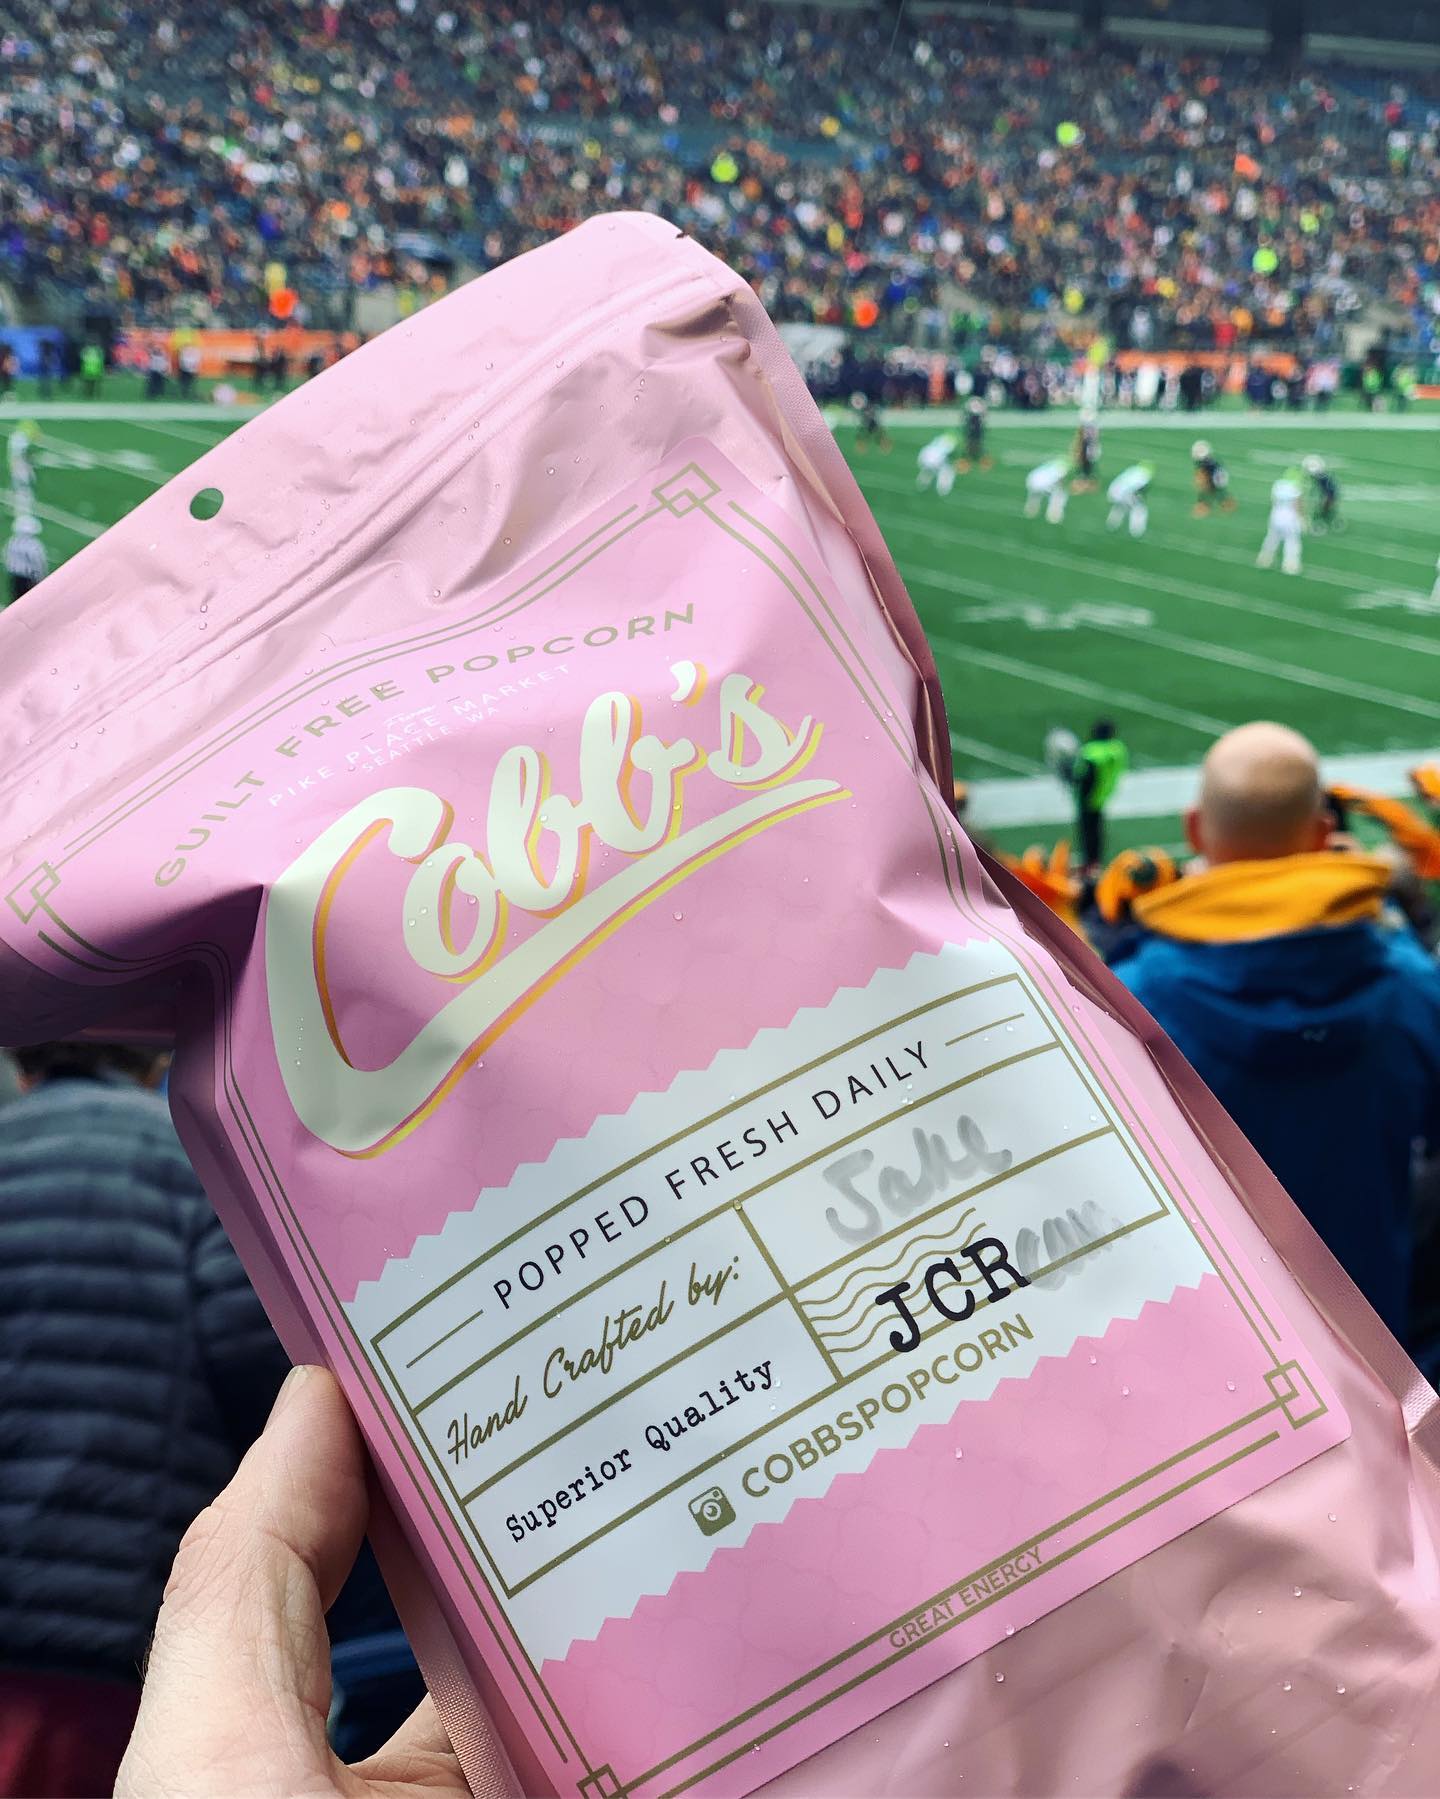 GUILT FREE POPCORN
From
PIKE PLACE MARKET
SEATTLE WA
Cobb's
POPPED FRESH DAILY
Hand Crafted by:
Jake
Superior Quality
JCR
COBBSPOPCORN
GREAT ENERGY